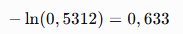 − ln(0, 5312) = 0, 633